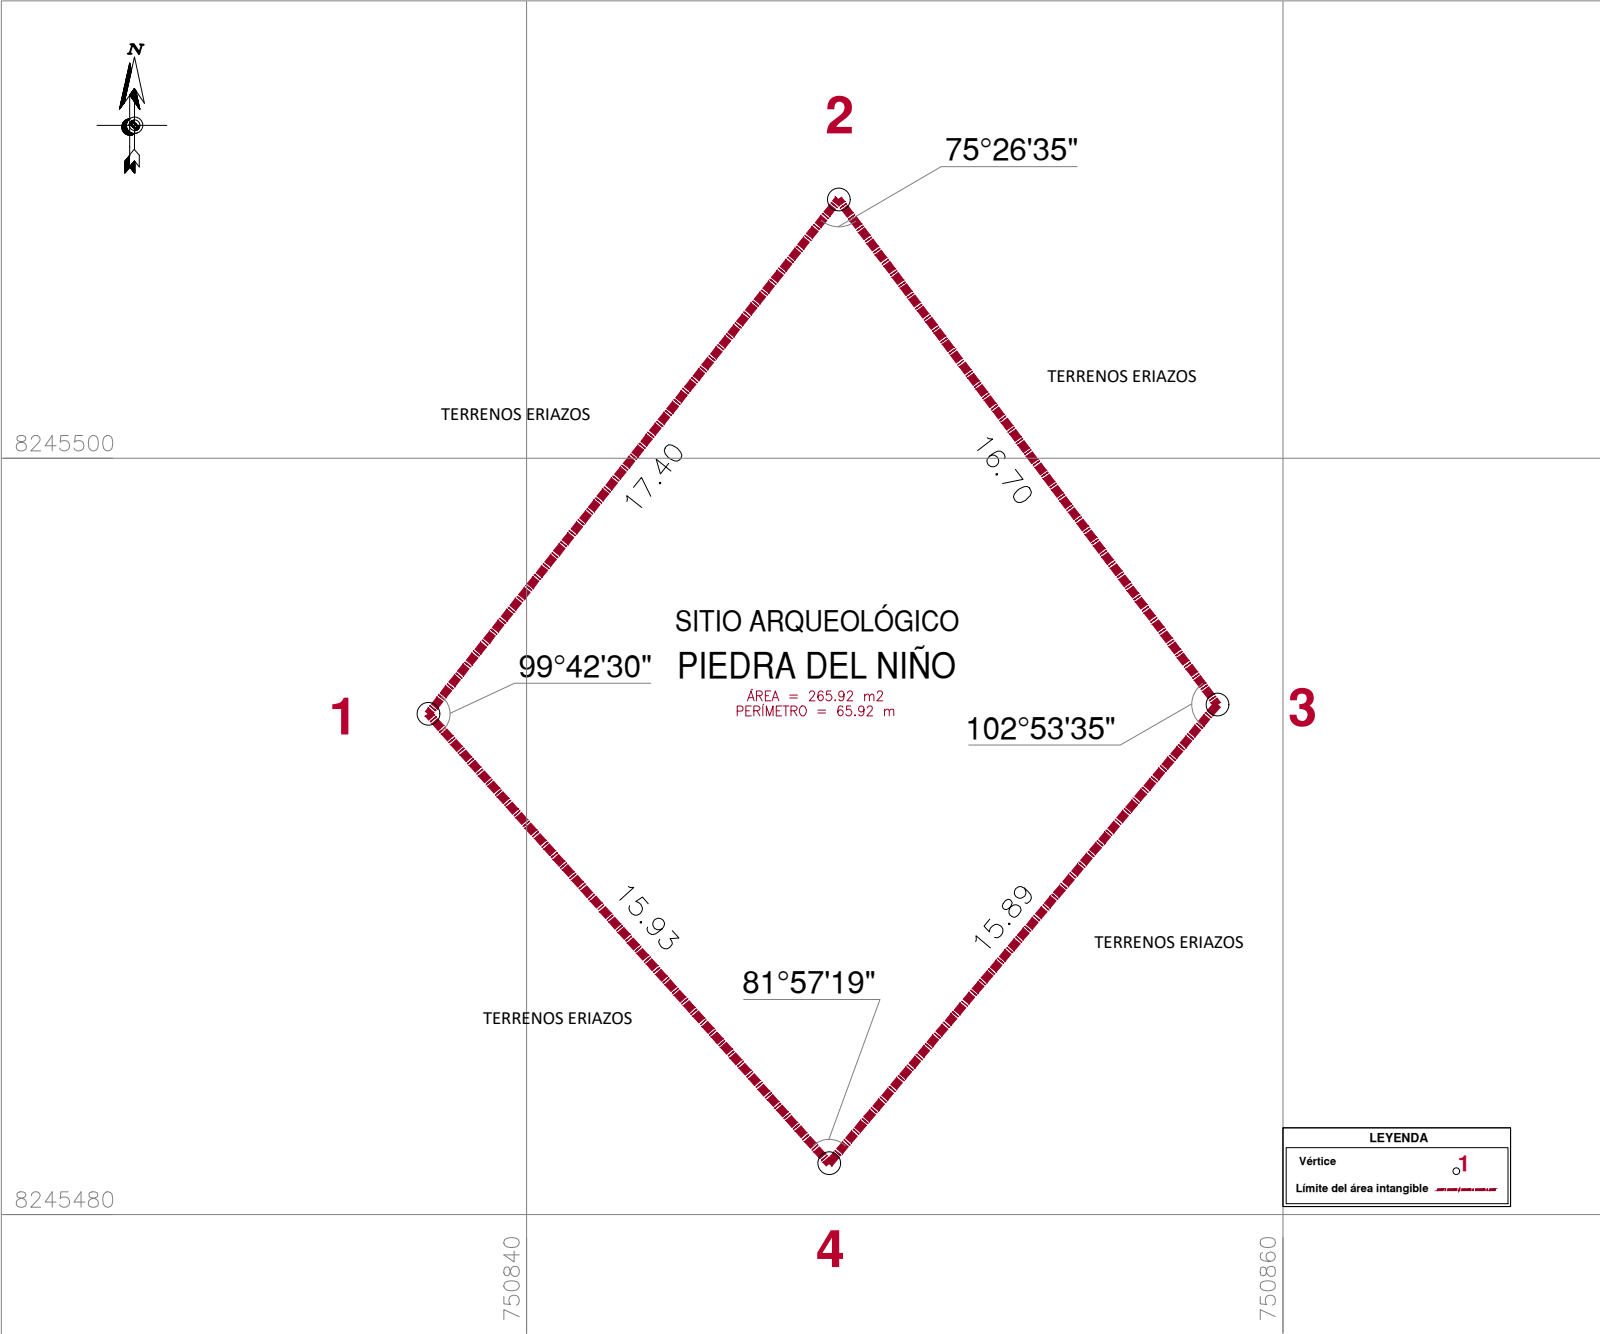 N
2
75°26'35"
TERRENOS ERIAZOS
TERRENOS ERIAZOS
8245500
17.40
16.70
SITIO ARQUEOLÓGICO
99°42'30"
PIEDRA DEL NIÑO
ÁREA = 265.92 m2
PERÍMETRO = 65.92 m
1
3
102°53'35"
15.93
15.89
TERRENOS ERIAZOS
81°57'19"
TERRENOS ERIAZOS
LEYENDA
Vértice 1
Límite del área intangible
8245480
4
750840
750860